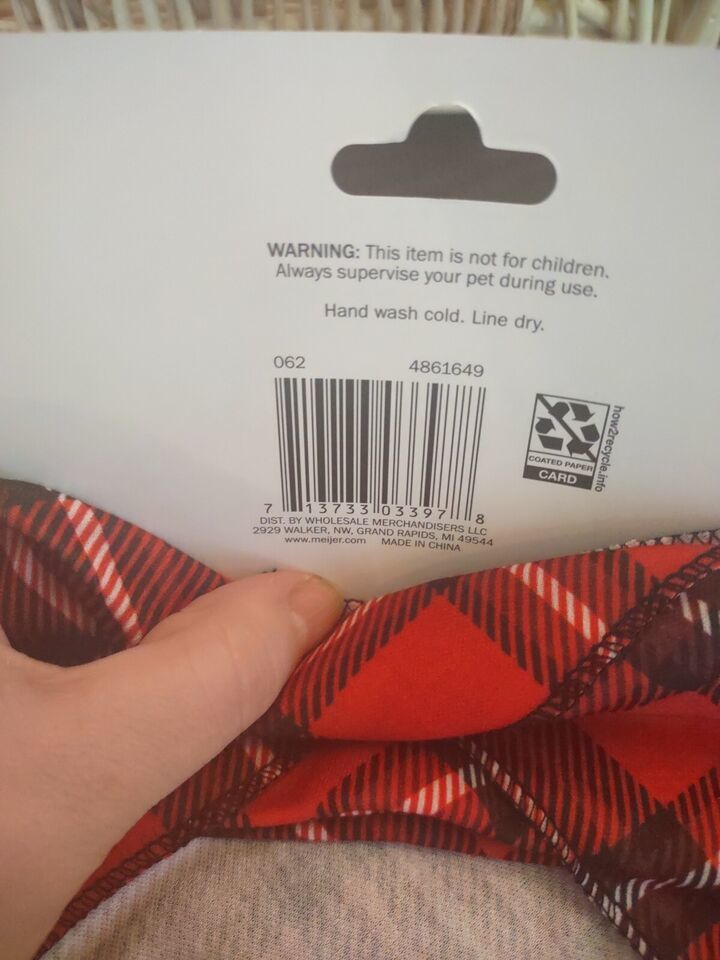 WARNING: This item is not for children.
Always supervise your pet during use.
Hand wash cold. Line dry.
062 4861649
7 13733 03397 8
how2recycle.info
COATED PAPER
CARD
DIST. BY WHOLESALE MERCHANDISERS LLC
2929 WALKER, NW, GRAND RAPIDS, MI 49544
www.meijer.com MADE IN CHINA